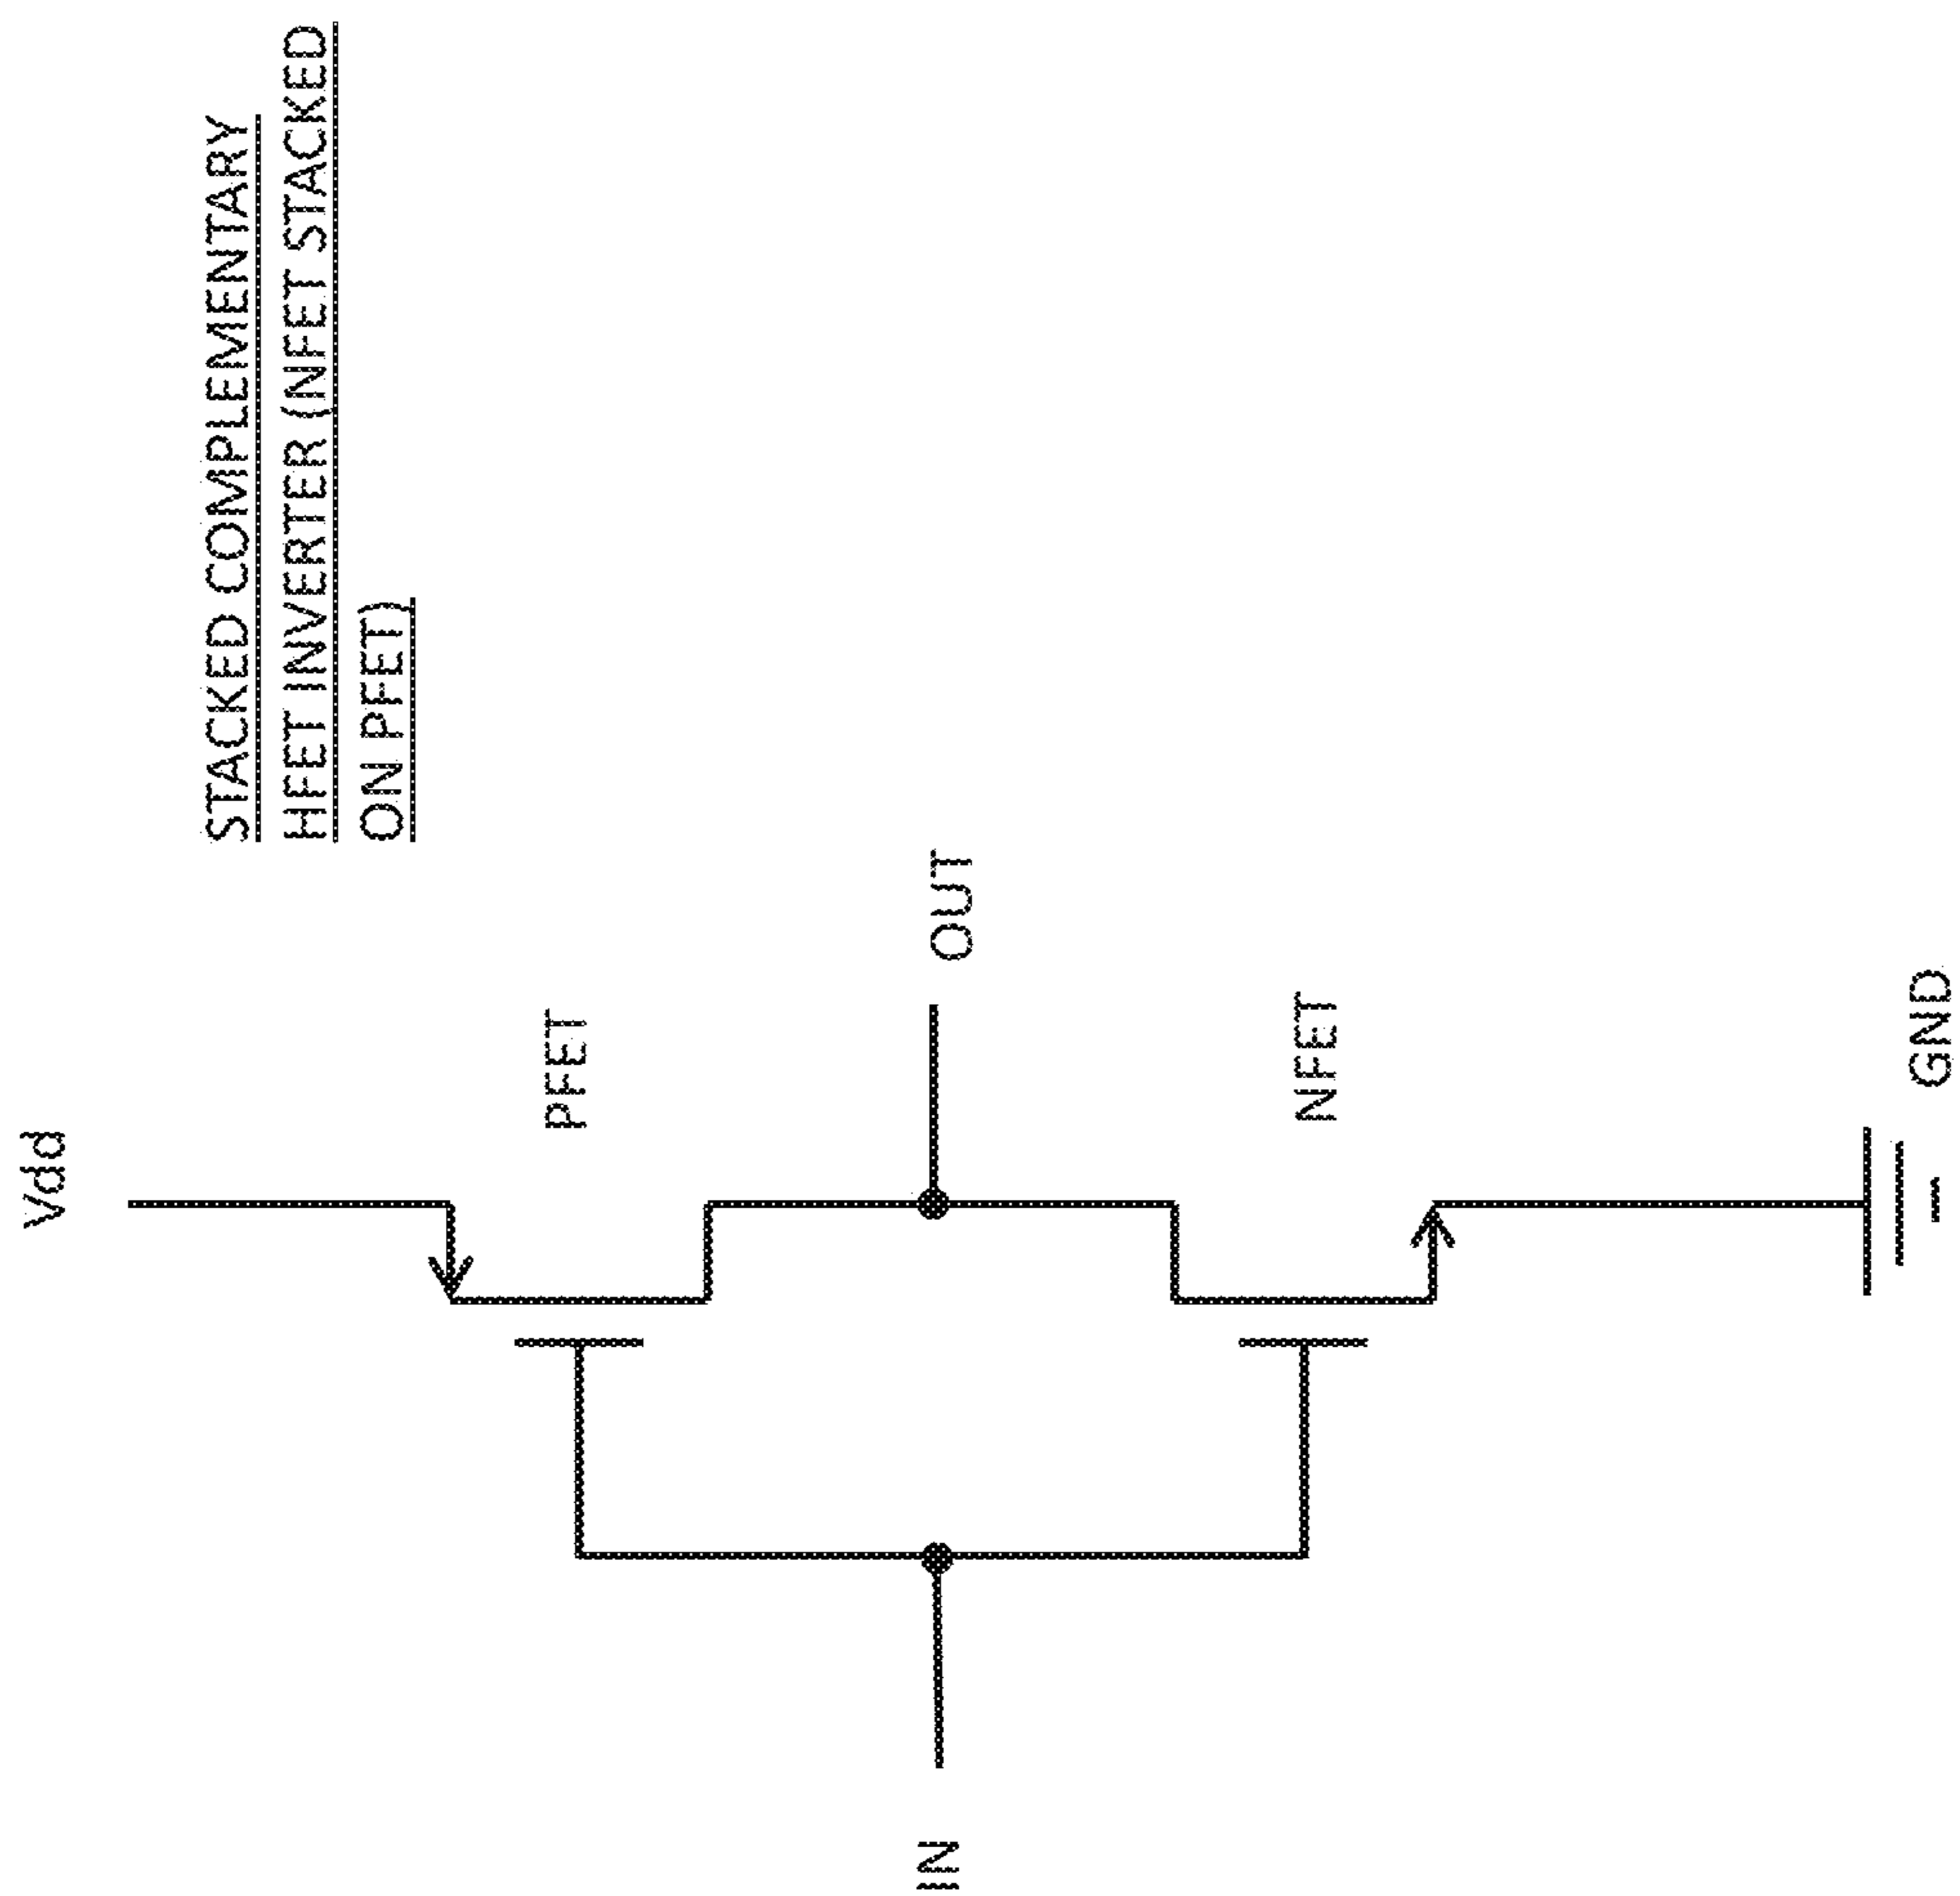 STACKED COMPLEMENTARY
HFET INVERTER (NFET STACKED
ON PFET)
Vdd
PFET
OUT
IN
NFET
GND